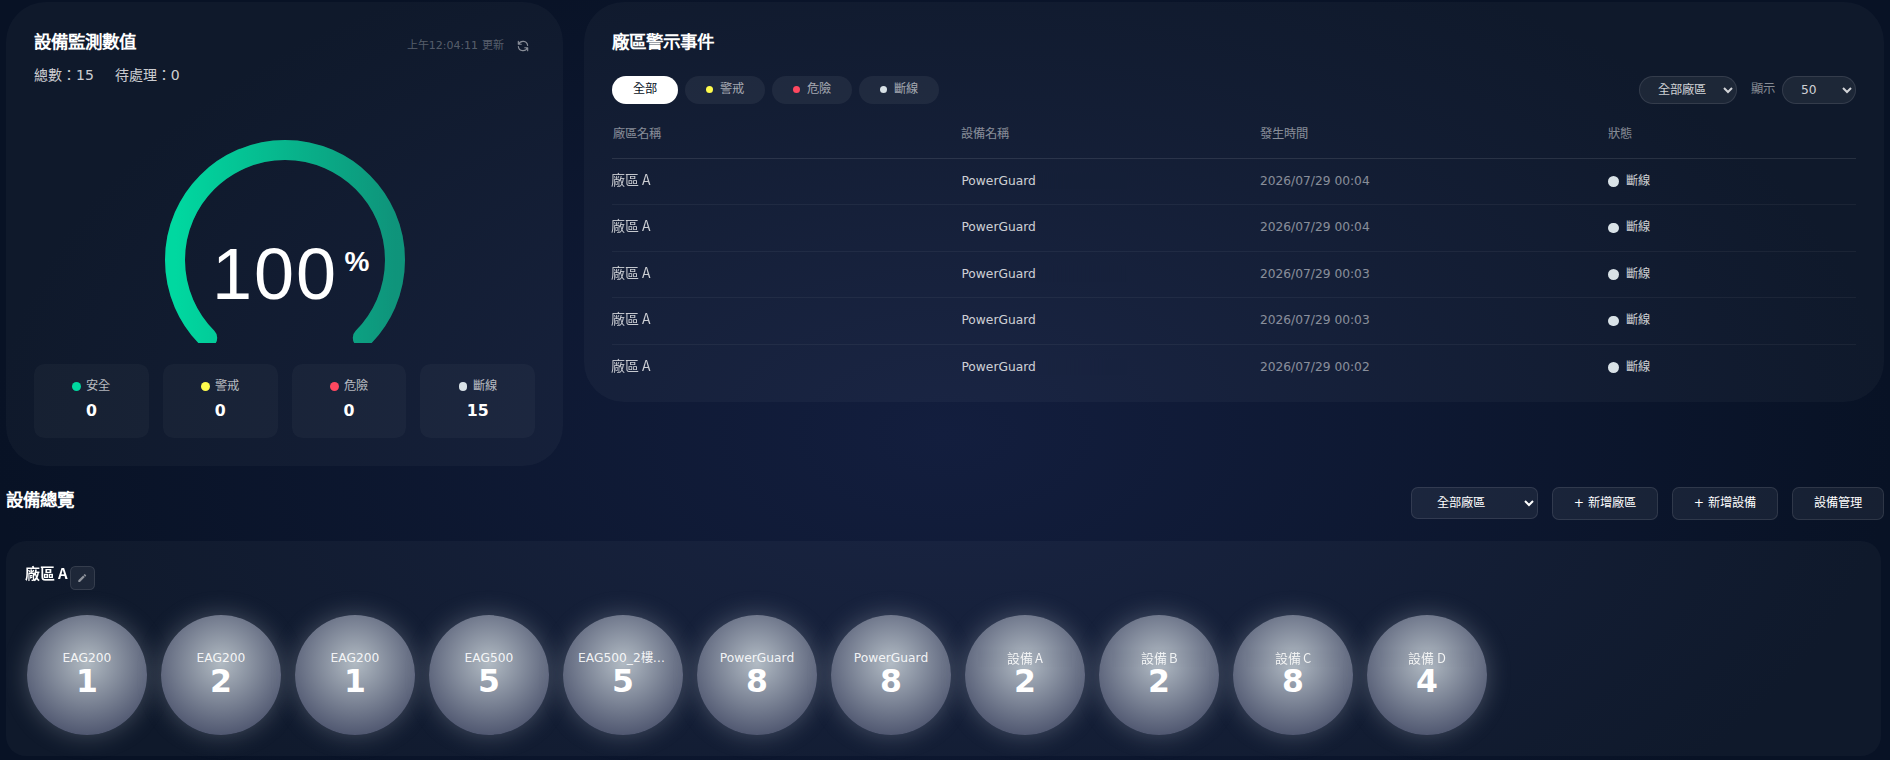 設備監測數值
上午12:04:11 更新
總數：15 待處理：0
100 %
安全 警戒 危險 斷線
0 0 0 15
廠區警示事件
全部 警戒 危險 斷線 全部廠區 顯示 50
廠區名稱 設備名稱 發生時間 狀態
廠區 A PowerGuard 2026/07/29 00:04 斷線
廠區 A PowerGuard 2026/07/29 00:04 斷線
廠區 A PowerGuard 2026/07/29 00:03 斷線
廠區 A PowerGuard 2026/07/29 00:03 斷線
廠區 A PowerGuard 2026/07/29 00:02 斷線
設備總覽
全部廠區 + 新增廠區 + 新增設備 設備管理
廠區 A
EAG200 EAG200 EAG200 EAG500 EAG500_2樓... PowerGuard PowerGuard 設備 A 設備 B 設備 C 設備 D
1 2 1 5 5 8 8 2 2 8 4